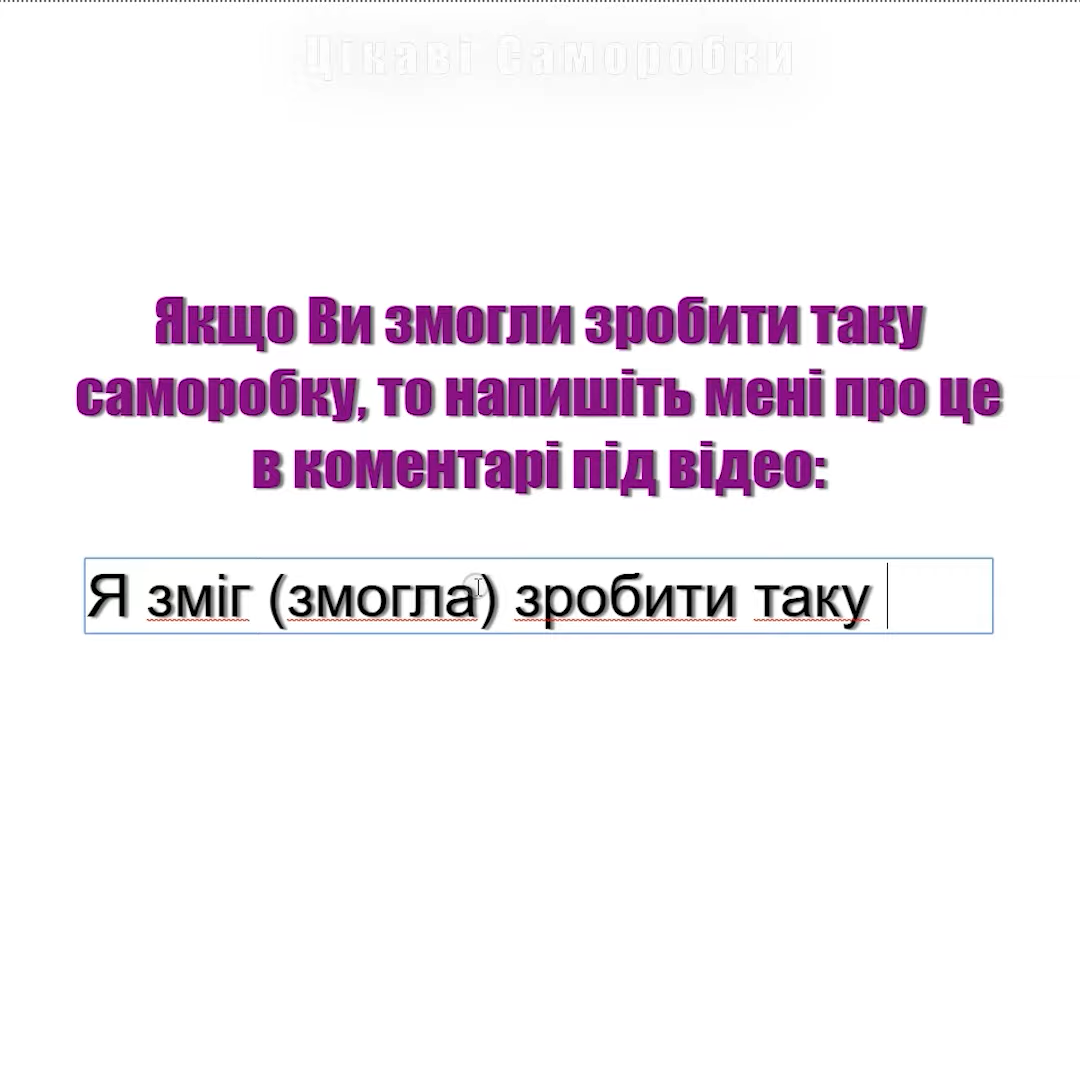 Цікаві Саморобки
Якщо Ви змогли зробити таку
саморобку, то напишіть мені про це
в коментарі під відео:
Я зміг (змогла) зробити таку